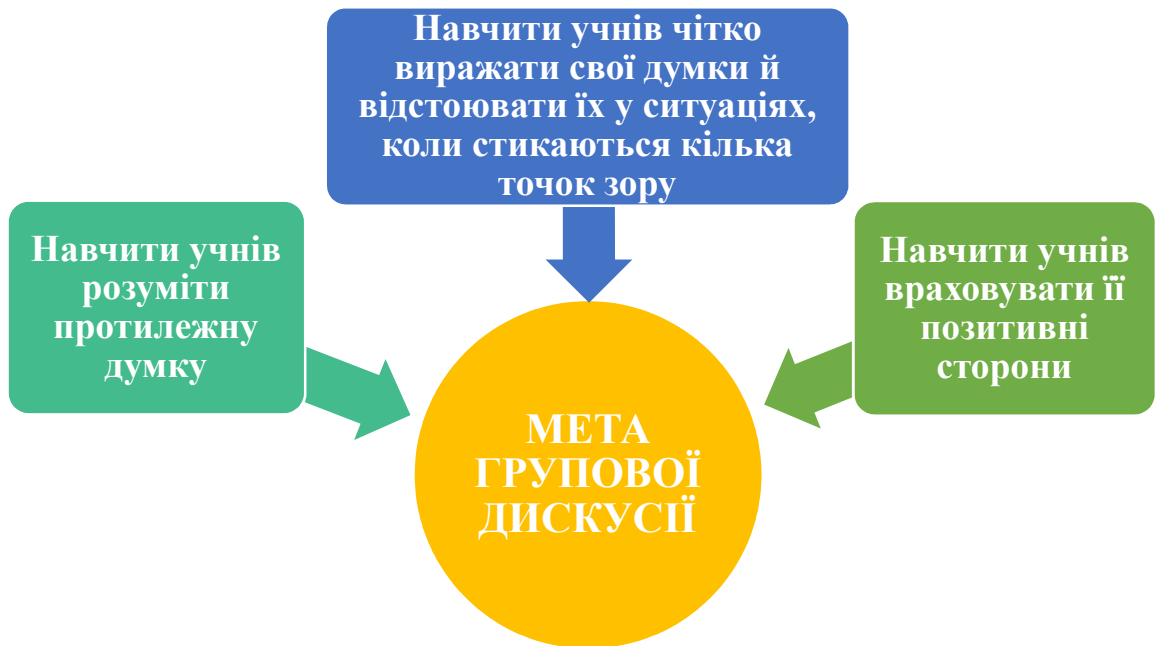 Навчити учнів чітко
виражати свої думки й
відстоювати їх у ситуаціях,
коли стикаються кілька
точок зору
Навчити учнів
розуміти
протилежну
думку
Навчити учнів
враховувати її
позитивні
сторони
МЕТА
ГРУПОВОЇ
ДИСКУСІЇ